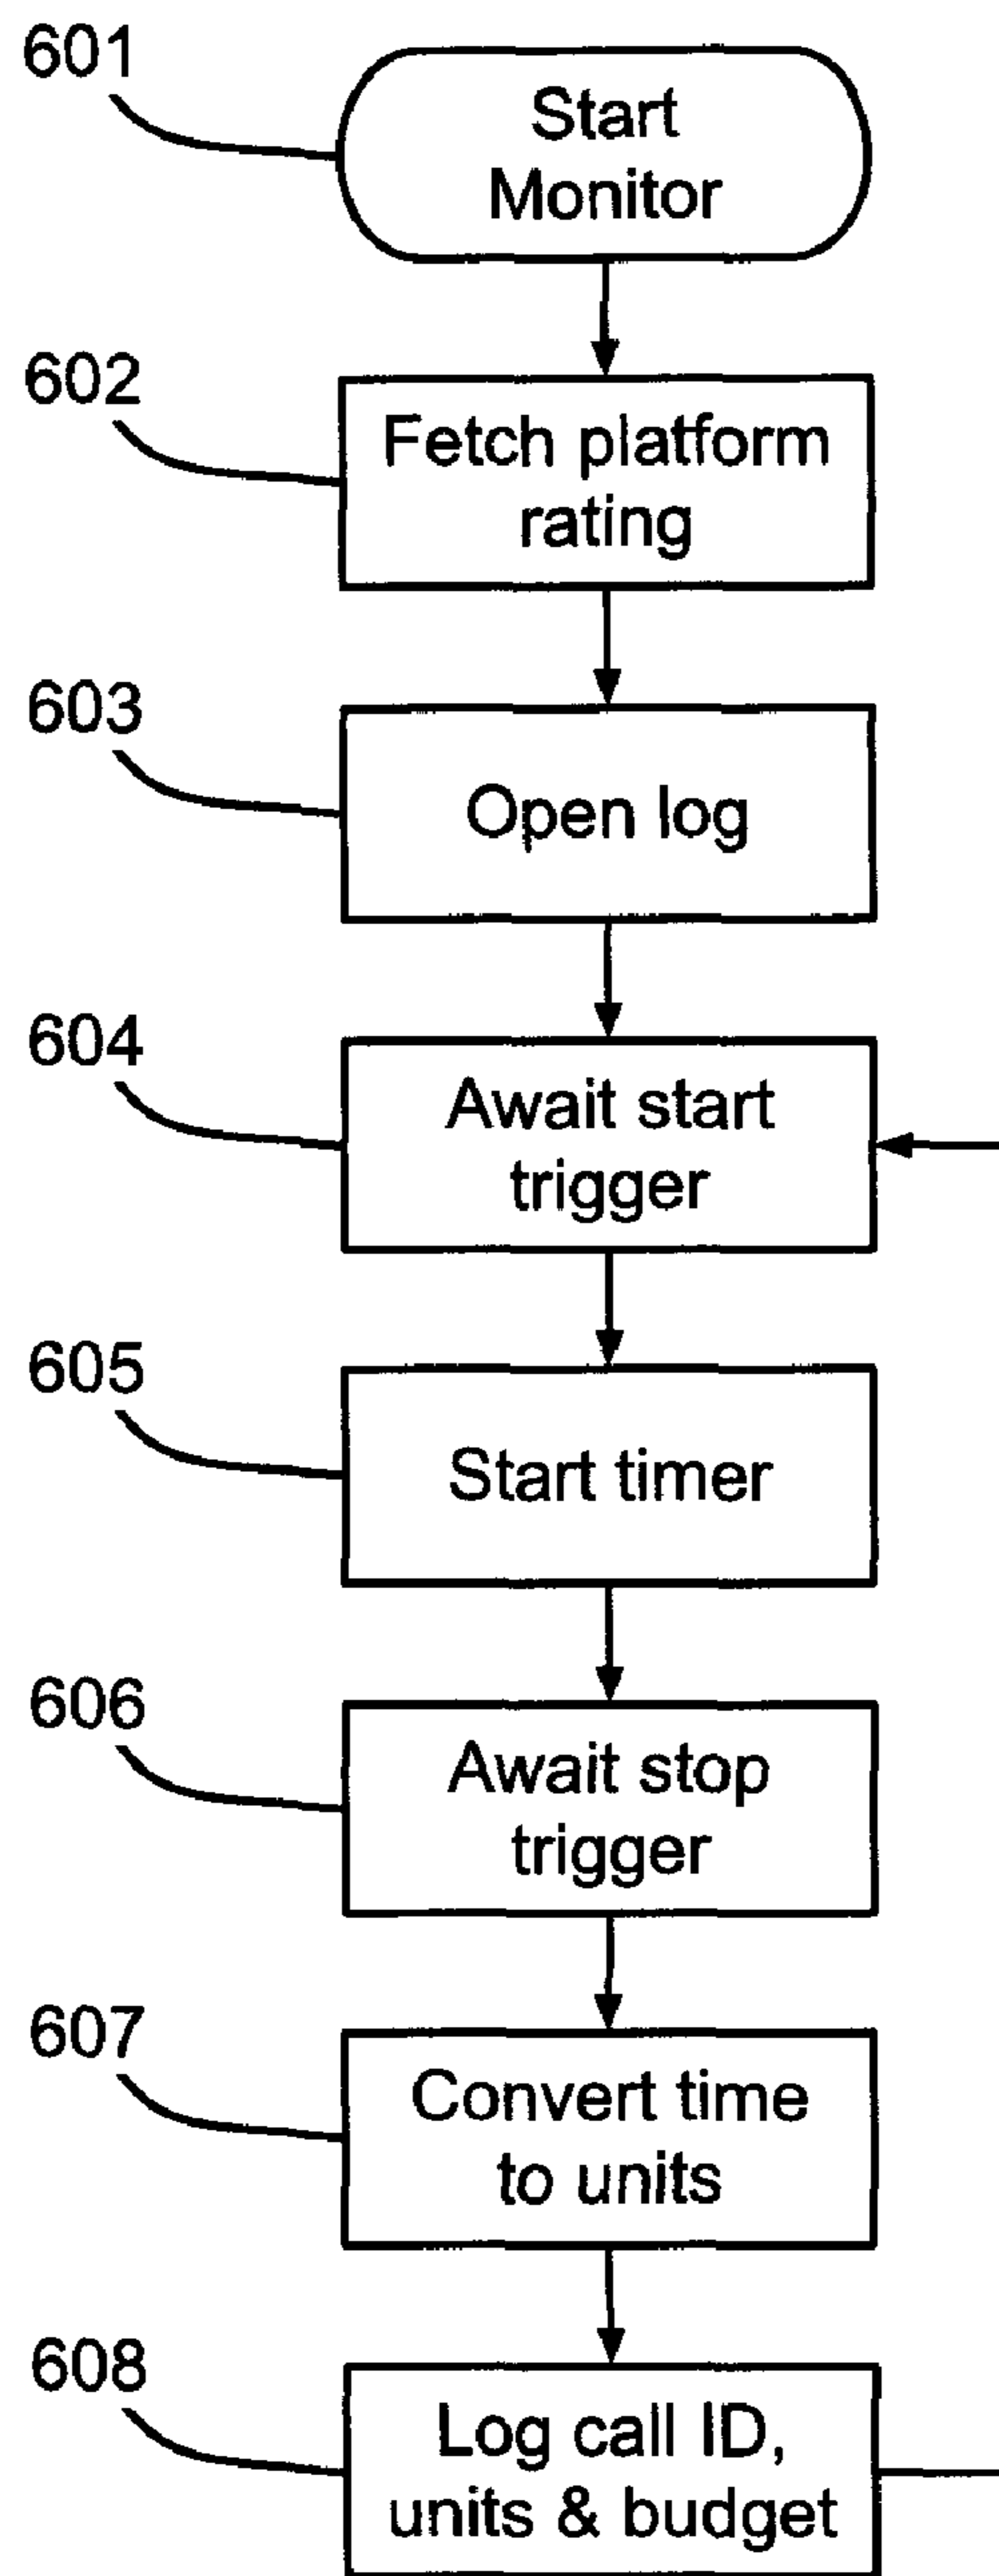 601
Start
Monitor
602
Fetch platform
rating
603
Open log
604
Await start
trigger
605
Start timer
606
Await stop
trigger
607
Convert time
to units
608
Log call ID,
units & budget